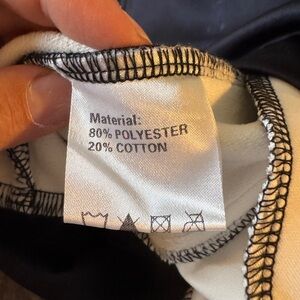 Material:
80% POLYESTER
20% COTTON